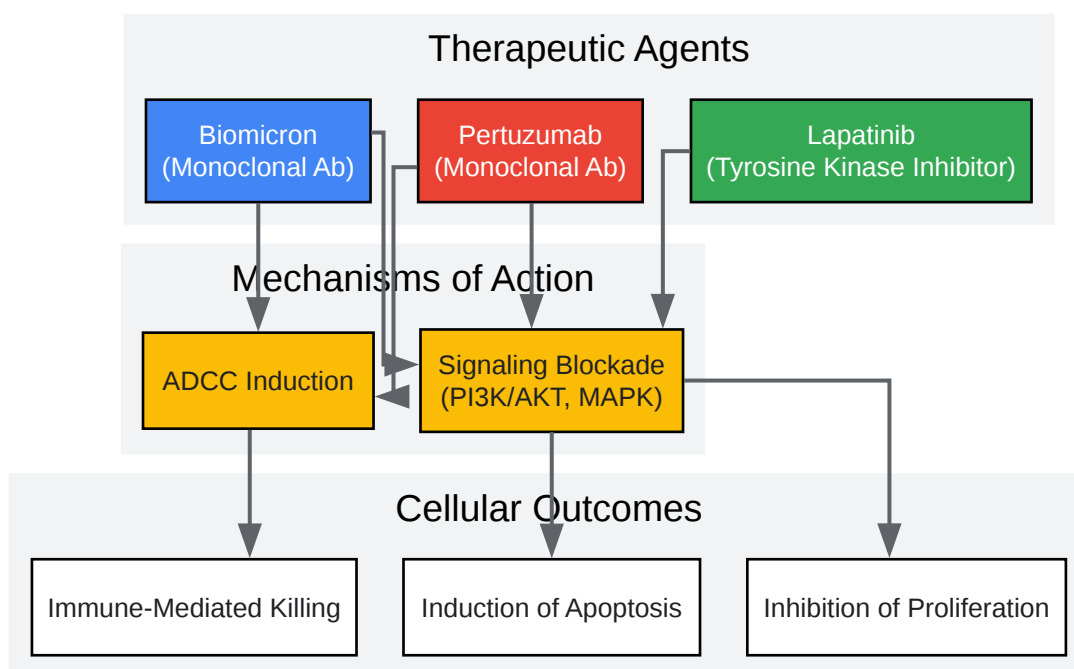 Therapeutic Agents
Biomicron
(Monoclonal Ab)
Pertuzumab
(Monoclonal Ab)
Lapatinib
(Tyrosine Kinase Inhibitor)
Mechanisms of Action
ADCC Induction
Signaling Blockade
(PI3K/AKT, MAPK)
Cellular Outcomes
Immune-Mediated Killing
Induction of Apoptosis
Inhibition of Proliferation